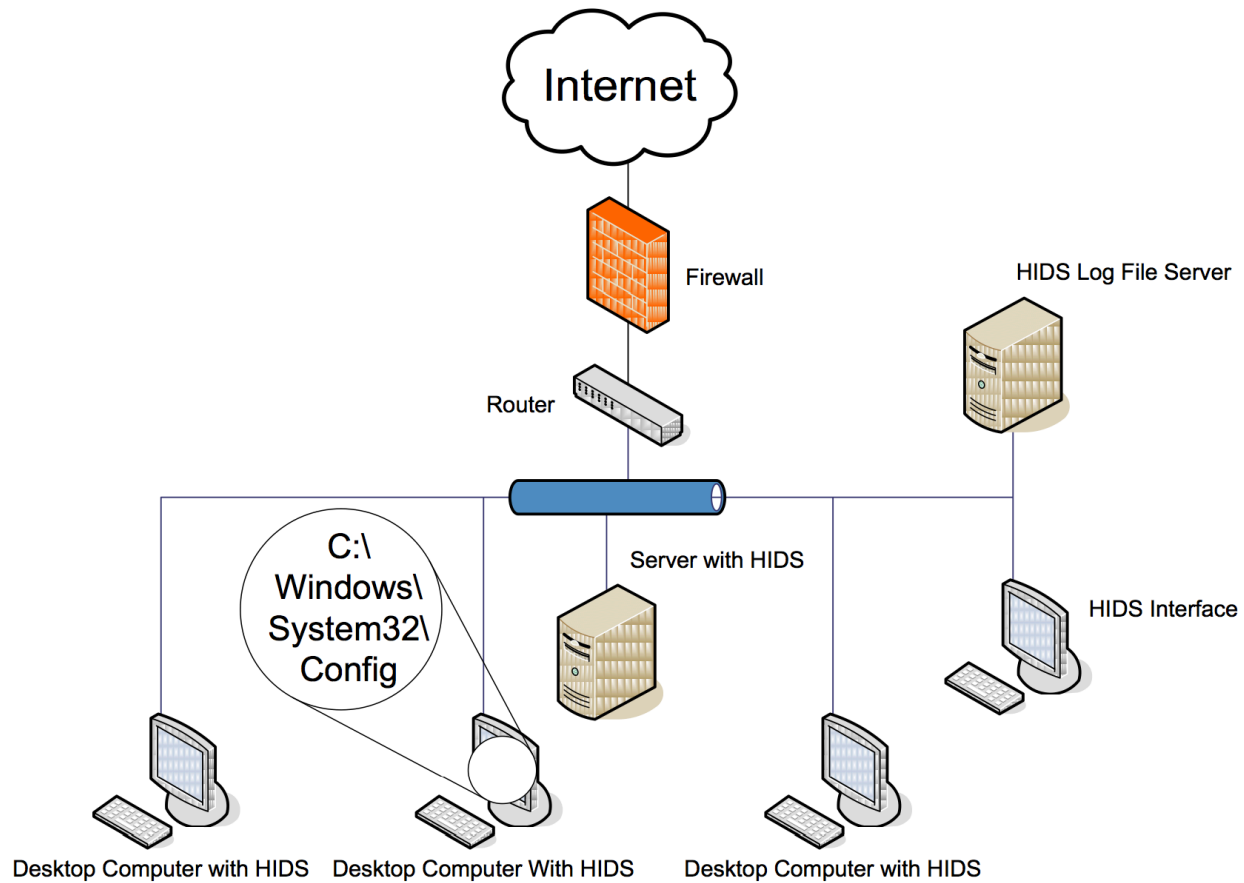 Internet
Firewall
HIDS Log File Server
Router
C:\
Windows\
System32\
Config
Server with HIDS
HIDS Interface
Desktop Computer with HIDS
Desktop Computer With HIDS
Desktop Computer with HIDS